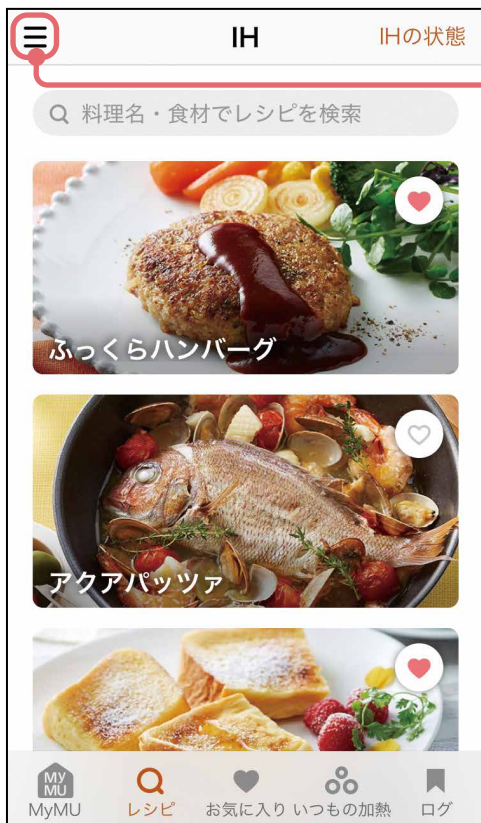 IH
IHの状態
料理名・食材でレシピを検索
ふっくらハンバーグ
アクアパッツァ
MY
MU
MyMU
レシピ
お気に入り
いつもの加熱
ログ